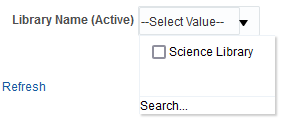 Library Name (Active) --Select Value--
Science Library
Refresh
Search...